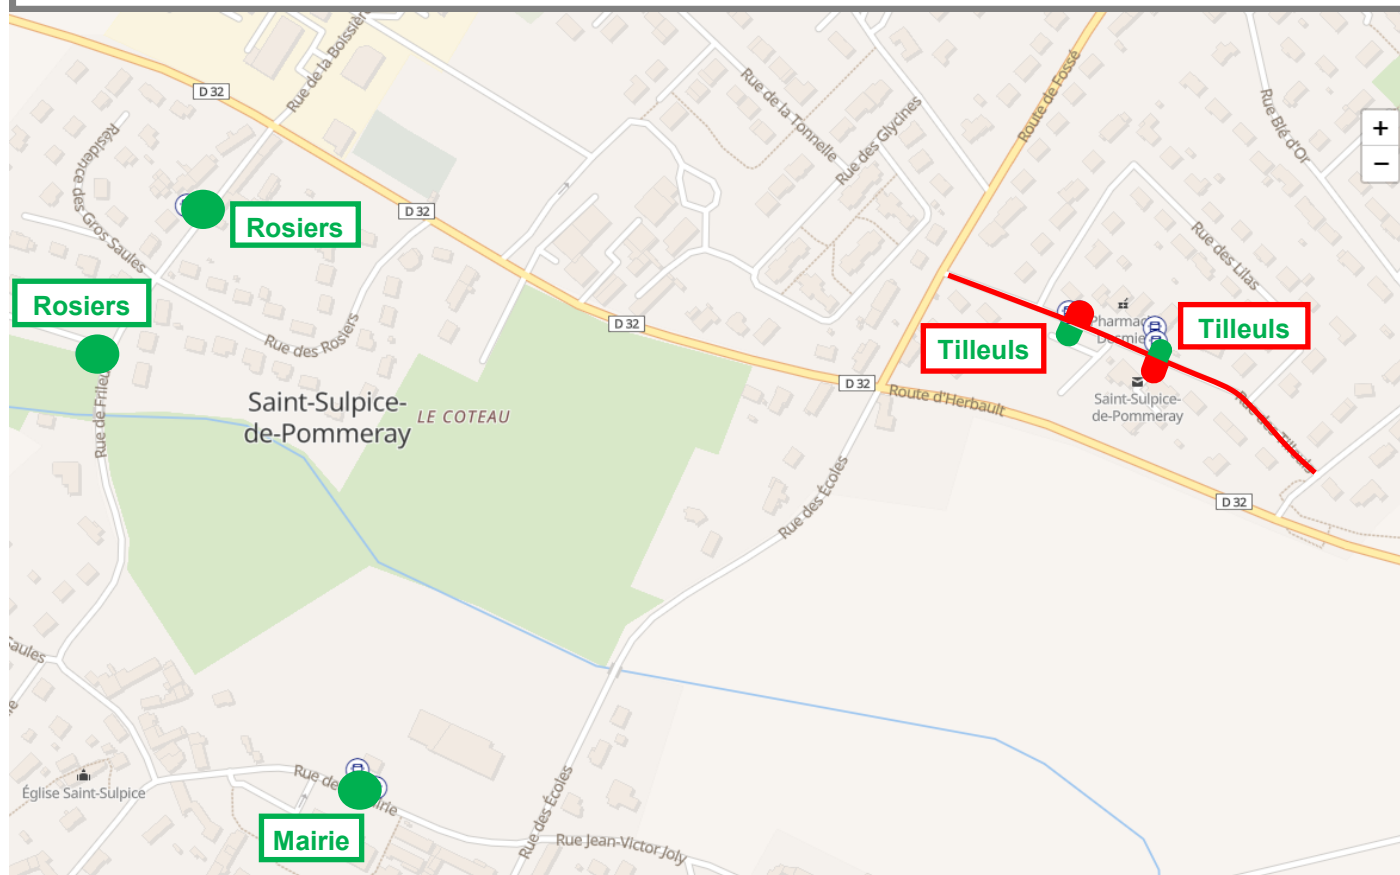 Rue de la Boissière
D 32
Résidence des Gros Saules
Rosiers
D 32
Rosiers
Rue des Rosiers
Rue de la Tonnelle
Rue des Glycines
Route de Fossé
Rue Blé d'Or
+
−
Rue des Lilas
D 32
Tilleuls
Tilleuls
D 32
Route d'Herbault
Saint-Sulpice-
de-Pommeray
LE COTEAU
Saint-Sulpice-
de-Pommeray
Rue des Tilleuls
D 32
Rue des Écoles
Saules
Église Saint-Sulpice
Mairie
Rue des Écoles
Rue Jean-Victor Joly